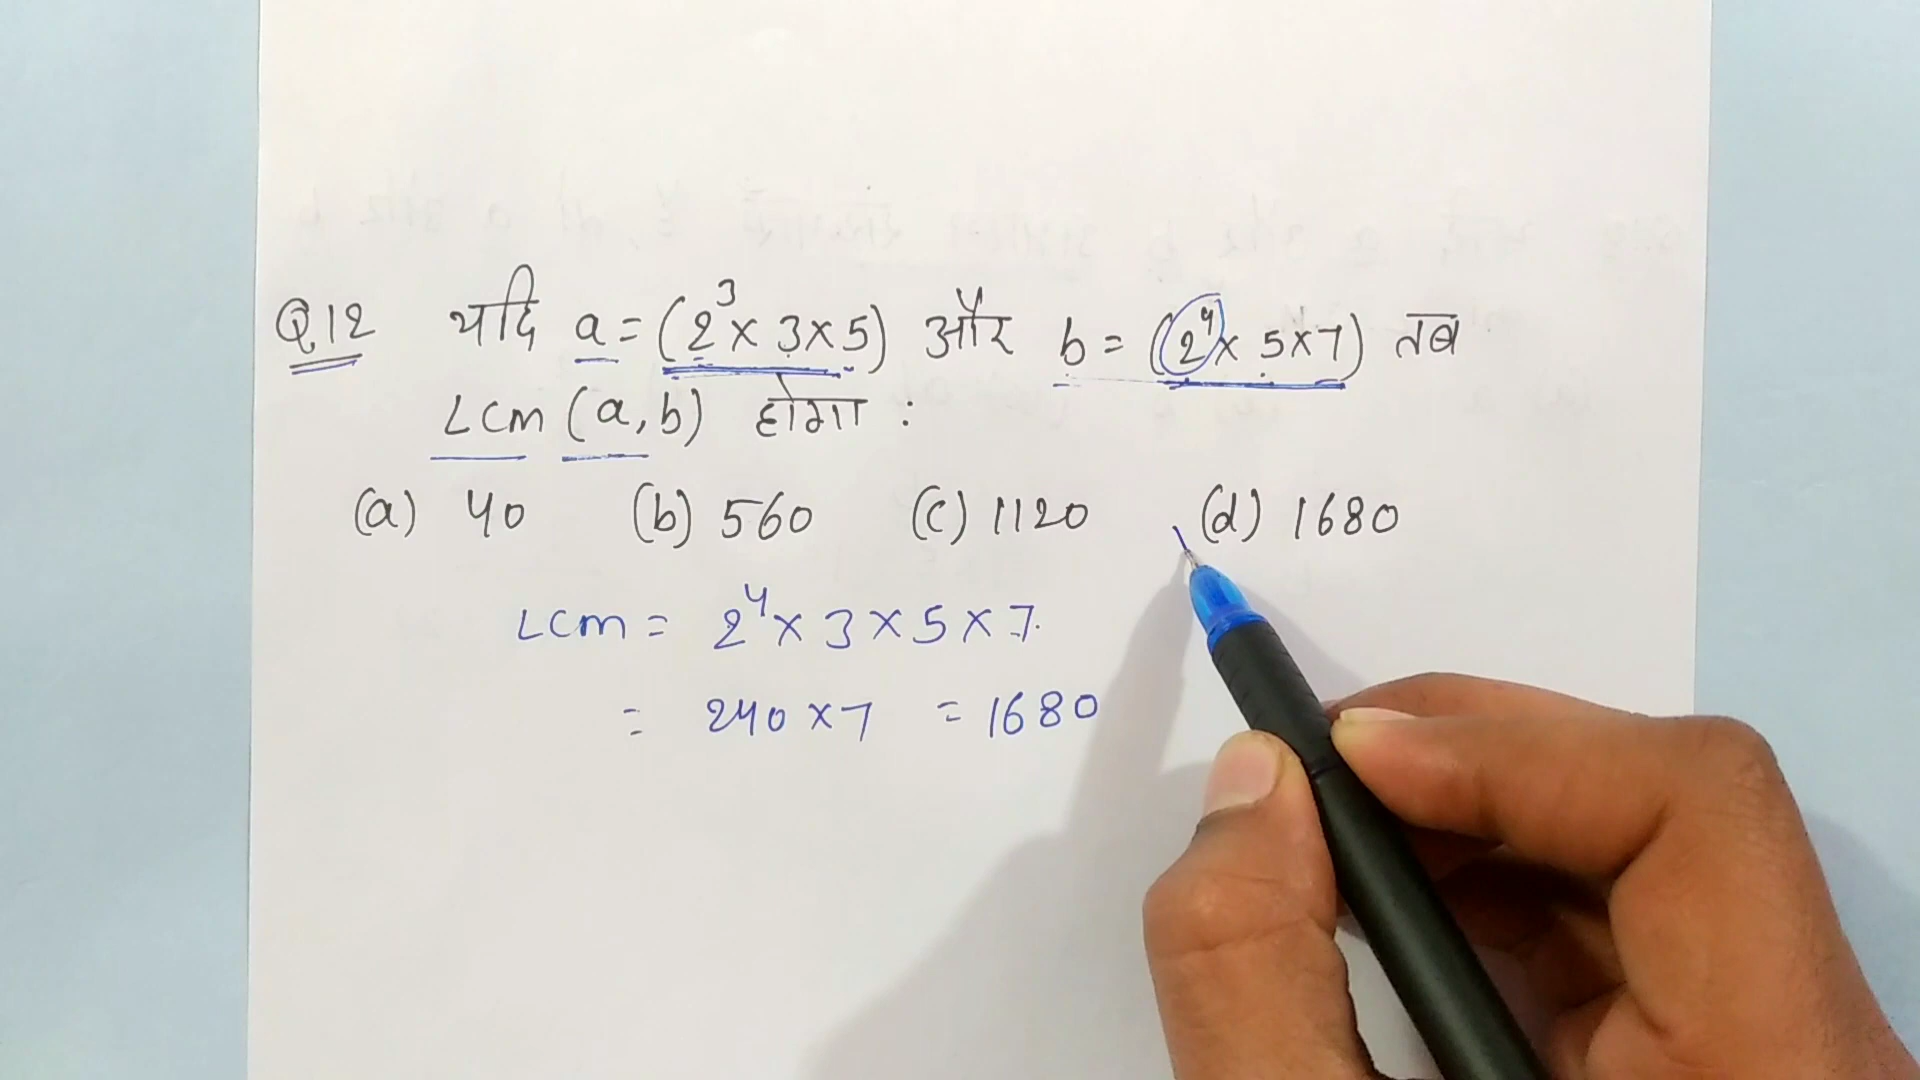 Q.12 यदि a = (2³ × 3 × 5) और b = (2⁴ × 5 × 7) तब
LCM (a, b) होगा :
(a) 40 (b) 560 (c) 1120 (d) 1680
LCM = 2⁴ × 3 × 5 × 7
= 240 × 7 = 1680